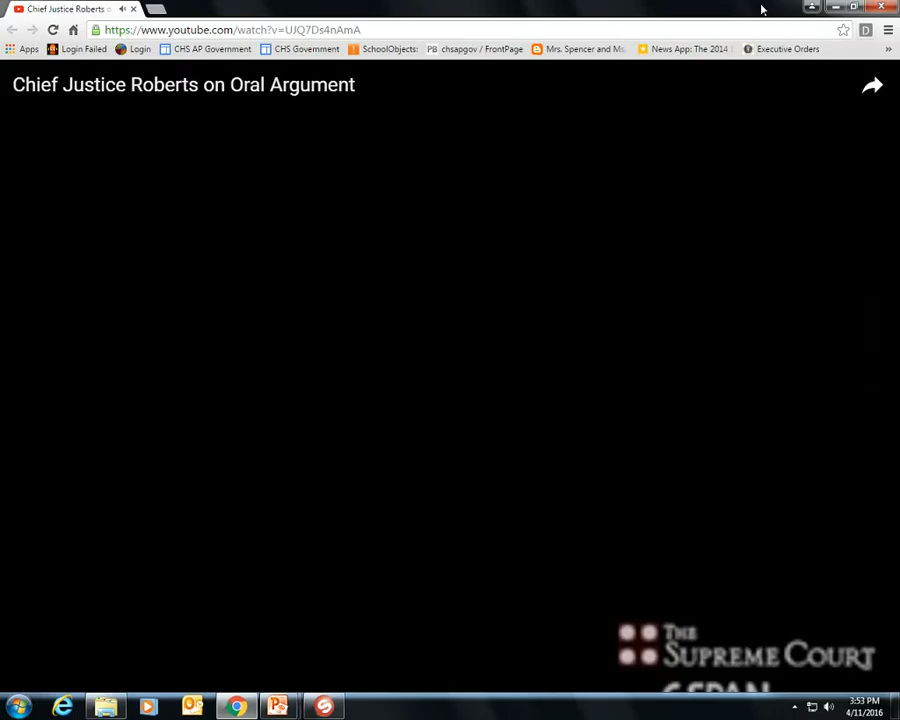 Chief Justice Roberts o
https://www.youtube.com/watch?v=UJQ7Ds4nAmA
Apps Login Failed Login CHS AP Government CHS Government SchoolObjects: PB chsapgov / FrontPage Mrs. Spencer and Ms. News App: The 2014 Executive Orders »
Chief Justice Roberts on Oral Argument
THE
SUPREME COURT
C-SPAN
3:53 PM
4/11/2016